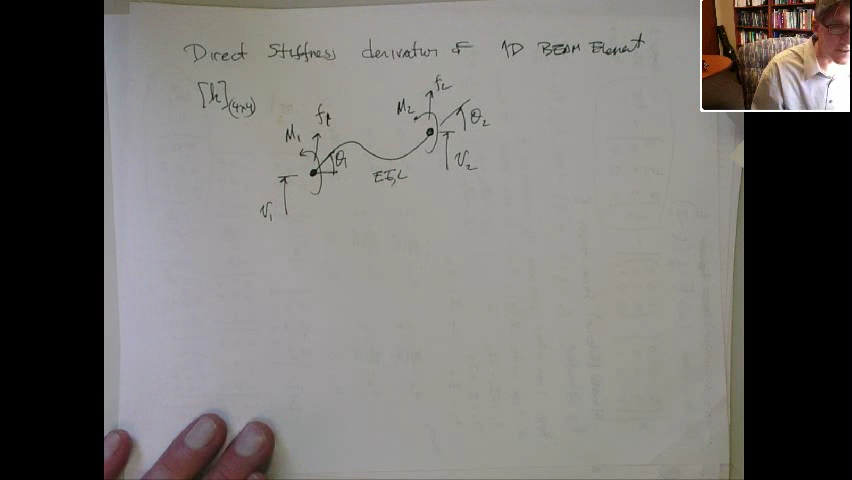 Direct Stiffness derivation of 1D BEAM Element
[k](4x4)
f₂
M₂
θ₂
f₁
M₁
θ₁
EI,L
v₂
v₁